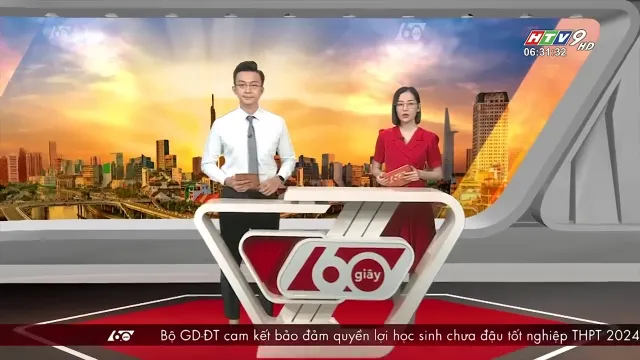 HTV9 HD
06:31:32
60 giây
60
Bộ GD-ĐT cam kết bảo đảm quyền lợi học sinh chưa đậu tốt nghiệp THPT 2024